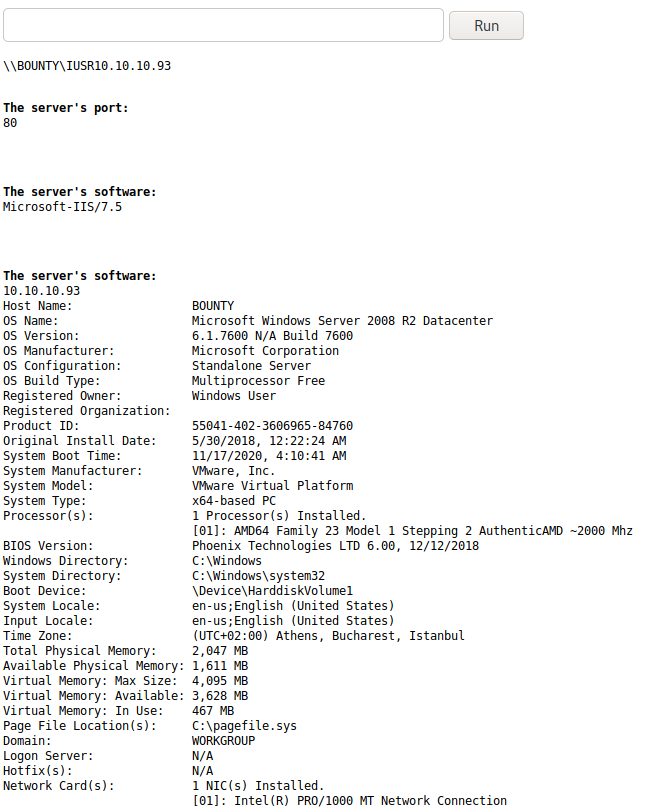 Run
\\BOUNTY\IUSR10.10.10.93
The server's port:
80
The server's software:
Microsoft-IIS/7.5
The server's software:
10.10.10.93
Host Name:                 BOUNTY
OS Name:                   Microsoft Windows Server 2008 R2 Datacenter
OS Version:                6.1.7600 N/A Build 7600
OS Manufacturer:           Microsoft Corporation
OS Configuration:          Standalone Server
OS Build Type:             Multiprocessor Free
Registered Owner:          Windows User
Registered Organization:
Product ID:                55041-402-3606965-84760
Original Install Date:     5/30/2018, 12:22:24 AM
System Boot Time:          11/17/2020, 4:10:41 AM
System Manufacturer:       VMware, Inc.
System Model:              VMware Virtual Platform
System Type:               x64-based PC
Processor(s):              1 Processor(s) Installed.
                           [01]: AMD64 Family 23 Model 1 Stepping 2 AuthenticAMD ~2000 Mhz
BIOS Version:              Phoenix Technologies LTD 6.00, 12/12/2018
Windows Directory:         C:\Windows
System Directory:          C:\Windows\system32
Boot Device:               \Device\HarddiskVolume1
System Locale:             en-us;English (United States)
Input Locale:              en-us;English (United States)
Time Zone:                 (UTC+02:00) Athens, Bucharest, Istanbul
Total Physical Memory:     2,047 MB
Available Physical Memory: 1,611 MB
Virtual Memory: Max Size:  4,095 MB
Virtual Memory: Available: 3,628 MB
Virtual Memory: In Use:    467 MB
Page File Location(s):     C:\pagefile.sys
Domain:                    WORKGROUP
Logon Server:              N/A
Hotfix(s):                 N/A
Network Card(s):           1 NIC(s) Installed.
                           [01]: Intel(R) PRO/1000 MT Network Connection